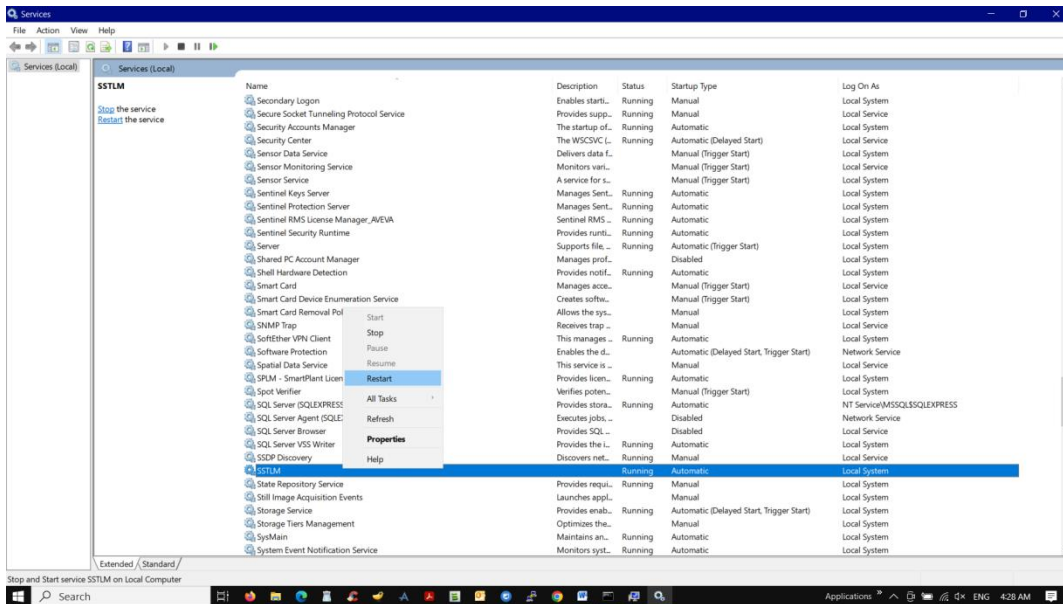 Services
File Action View Help
Services (Local)
Services (Local)
SSTLM
Stop the service
Restart the service
Name Description Status Startup Type Log On As
Secondary Logon Enables starti... Running Manual Local System
Secure Socket Tunneling Protocol Service Provides supp... Running Manual Local Service
Security Accounts Manager The startup of... Running Automatic Local System
Security Center The WSCSVC (... Running Automatic (Delayed Start) Local Service
Sensor Data Service Delivers data f... Manual (Trigger Start) Local System
Sensor Monitoring Service Monitors vari... Manual (Trigger Start) Local Service
Sensor Service A service for s... Manual (Trigger Start) Local System
Sentinel Keys Server Manages Sent... Running Automatic Local System
Sentinel Protection Server Manages Sent... Running Automatic Local System
Sentinel RMS License Manager_AVEVA Sentinel RMS ... Running Automatic Local System
Sentinel Security Runtime Provides runti... Running Automatic Local System
Server Supports file, ... Running Automatic (Trigger Start) Local System
Shared PC Account Manager Manages prof... Disabled Local System
Shell Hardware Detection Provides notif... Running Automatic Local System
Smart Card Manages acce... Manual (Trigger Start) Local Service
Smart Card Device Enumeration Service Creates softw... Manual (Trigger Start) Local System
Smart Card Removal Pol Allows the sys... Manual Local System
SNMP Trap Receives trap ... Manual Local Service
SoftEther VPN Client This manages ... Running Automatic Local System
Software Protection Enables the d... Automatic (Delayed Start, Trigger Start) Network Service
Spatial Data Service This service is ... Manual Local Service
SPLM - SmartPlant Licen Provides licen... Running Automatic Local System
Spot Verifier Verifies poten... Manual (Trigger Start) Local System
SQL Server (SQLEXPRESS Provides stora... Running Automatic NT Service\MSSQL$SQLEXPRESS
SQL Server Agent (SQLE Executes jobs, ... Disabled Network Service
SQL Server Browser Provides SQL ... Disabled Local Service
SQL Server VSS Writer Provides the i... Running Automatic Local System
SSDP Discovery Discovers net... Running Manual Local Service
SSTLM Running Automatic Local System
State Repository Service Provides requi... Running Manual Local System
Still Image Acquisition Events Launches appl... Manual Local System
Storage Service Provides enab... Running Automatic (Delayed Start, Trigger Start) Local System
Storage Tiers Management Optimizes the... Manual Local System
SysMain Maintains an... Running Automatic Local System
System Event Notification Service Monitors syst... Running Automatic Local System
Start
Stop
Pause
Resume
Restart
All Tasks
Refresh
Properties
Help
Extended Standard
Stop and Start service SSTLM on Local Computer
Search Applications ENG 4:28 AM